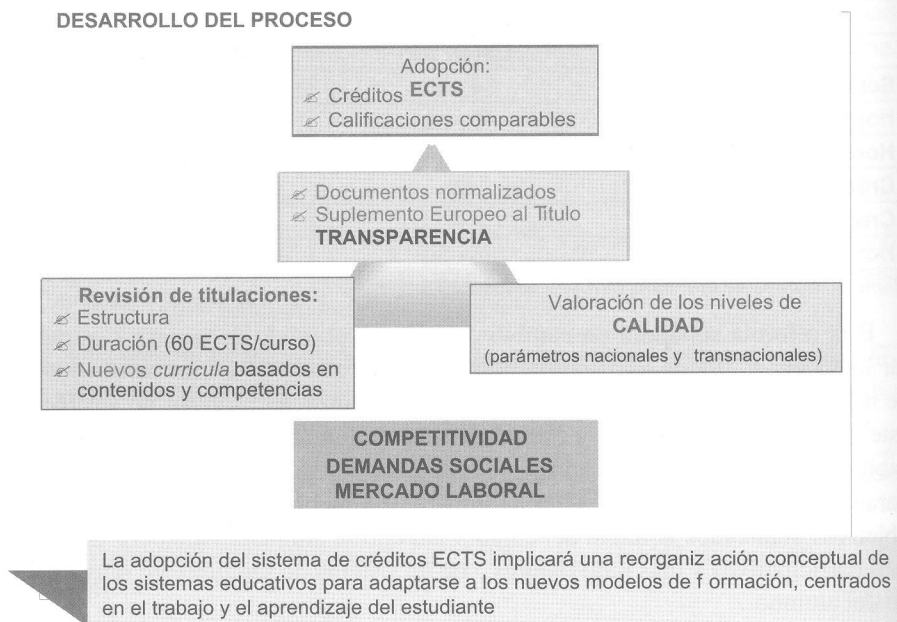 DESARROLLO DEL PROCESO
Adopción:
Créditos ECTS
Calificaciones comparables
Documentos normalizados
Suplemento Europeo al Titulo
TRANSPARENCIA
Revisión de titulaciones:
Estructura
Duración (60 ECTS/curso)
Nuevos curricula basados en
contenidos y competencias
Valoración de los niveles de
CALIDAD
(parámetros nacionales y transnacionales)
COMPETITIVIDAD
DEMANDAS SOCIALES
MERCADO LABORAL
La adopción del sistema de créditos ECTS implicará una reorganiz ación conceptual de
los sistemas educativos para adaptarse a los nuevos modelos de f ormación, centrados
en el trabajo y el aprendizaje del estudiante